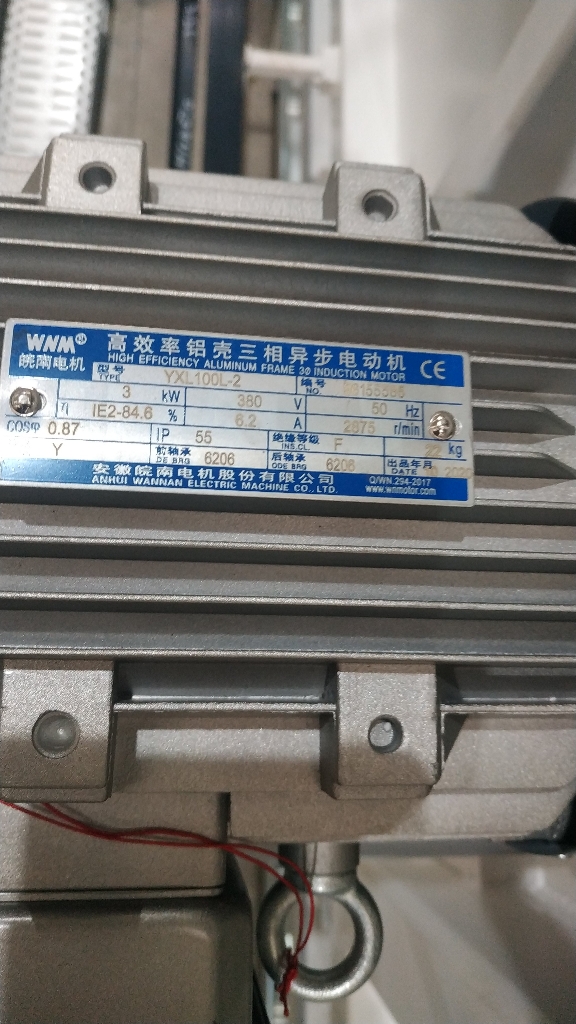 WNM® 高效率铝壳三相异步电动机 CE
皖南电机 HIGH EFFICIENCY ALUMINUM FRAME 3Φ INDUCTION MOTOR
型号 TYPE YXL100L-2 编号 NO
3 kW 380 V 50 Hz
η IE2-84.6 % 6.2 A 2875 r/min
COSφ 0.87 IP 55 绝缘等级 INS.CL. F 22 kg
Y 前轴承 DE BRG 6206 后轴承 ODE BRG 6206 出品年月 DATE 2020
安徽皖南电机股份有限公司 Q/WN.294-2017
ANHUI WANNAN ELECTRIC MACHINE CO.,LTD. www.wnmotor.com